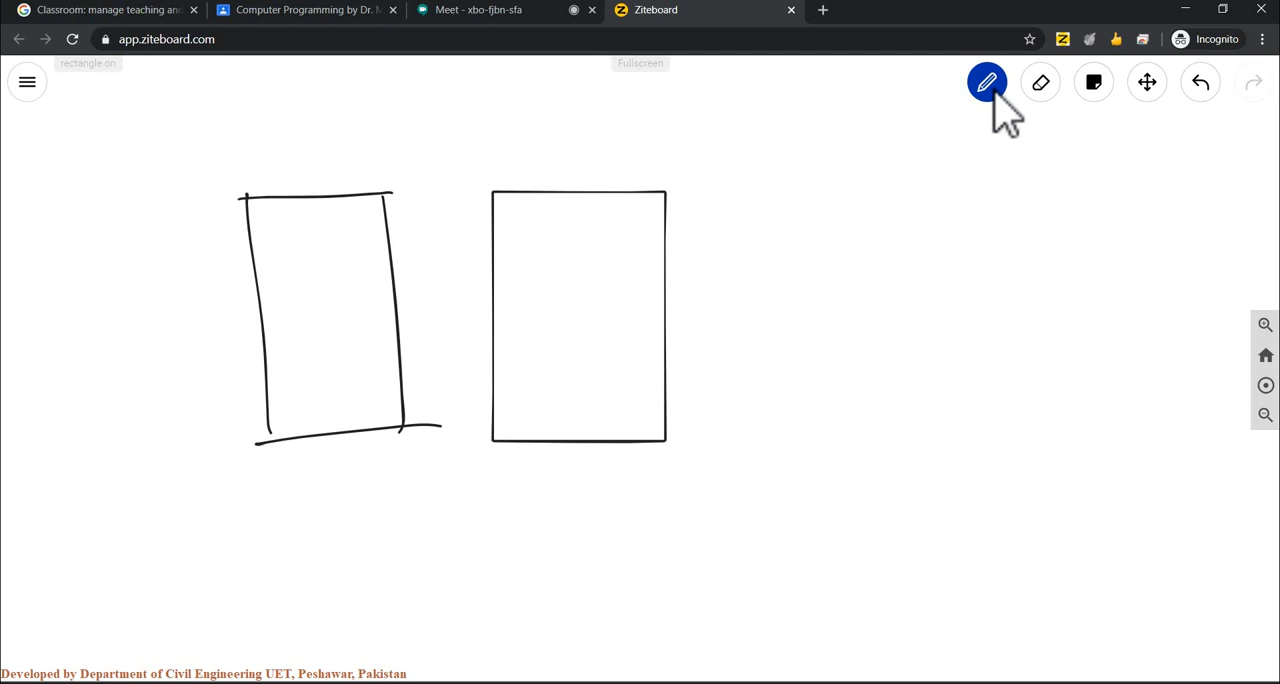 Classroom: manage teaching and
Computer Programming by Dr. M
Meet - xbo-fjbn-sfa
Ziteboard
app.ziteboard.com
Incognito
rectangle on
Fullscreen
Developed by Department of Civil Engineering UET, Peshawar, Pakistan